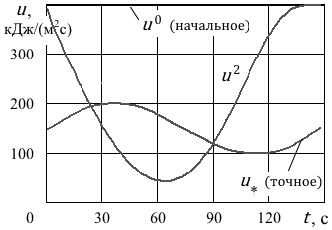 u,
кДж/(м²с)
u⁰ (начальное)
u²
300
200
100
u* (точное)
0 30 60 90 120 t, с